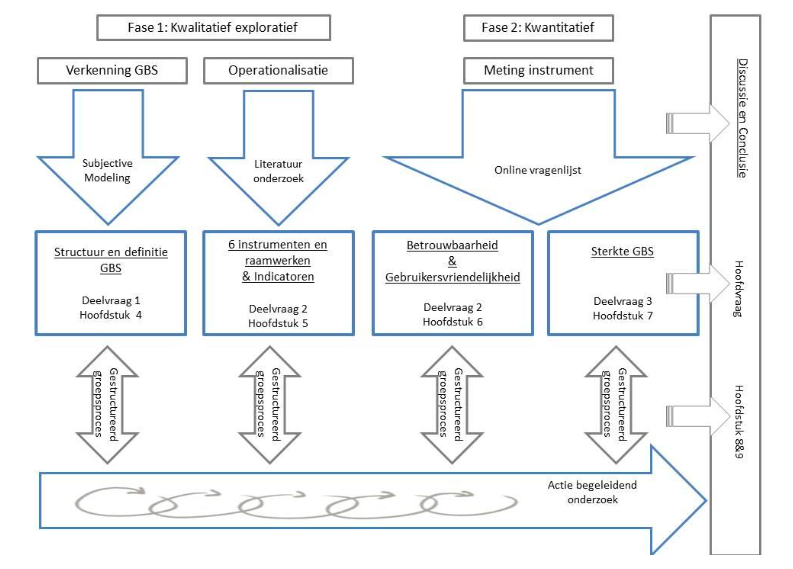 Fase 1: Kwalitatief exploratief
Fase 2: Kwantitatief
Verkenning GBS
Operationalisatie
Meting instrument
Subjective
Modeling
Literatuur
onderzoek
Online vragenlijst
Structuur en definitie
GBS
Deelvraag 1
Hoofdstuk 4
6 instrumenten en
raamwerken
& Indicatoren
Deelvraag 2
Hoofdstuk 5
Betrouwbaarheid
&
Gebruikersvriendelijkheid
Deelvraag 2
Hoofdstuk 6
Sterkte GBS
Deelvraag 3
Hoofdstuk 7
Gestructureerd
groepsproces
Gestructureerd
groepsproces
Gestructureerd
groepsproces
Gestructureerd
groepsproces
Actie begeleidend
onderzoek
Discussie en Conclusie
Hoofdvraag
Hoofdstuk 8&9